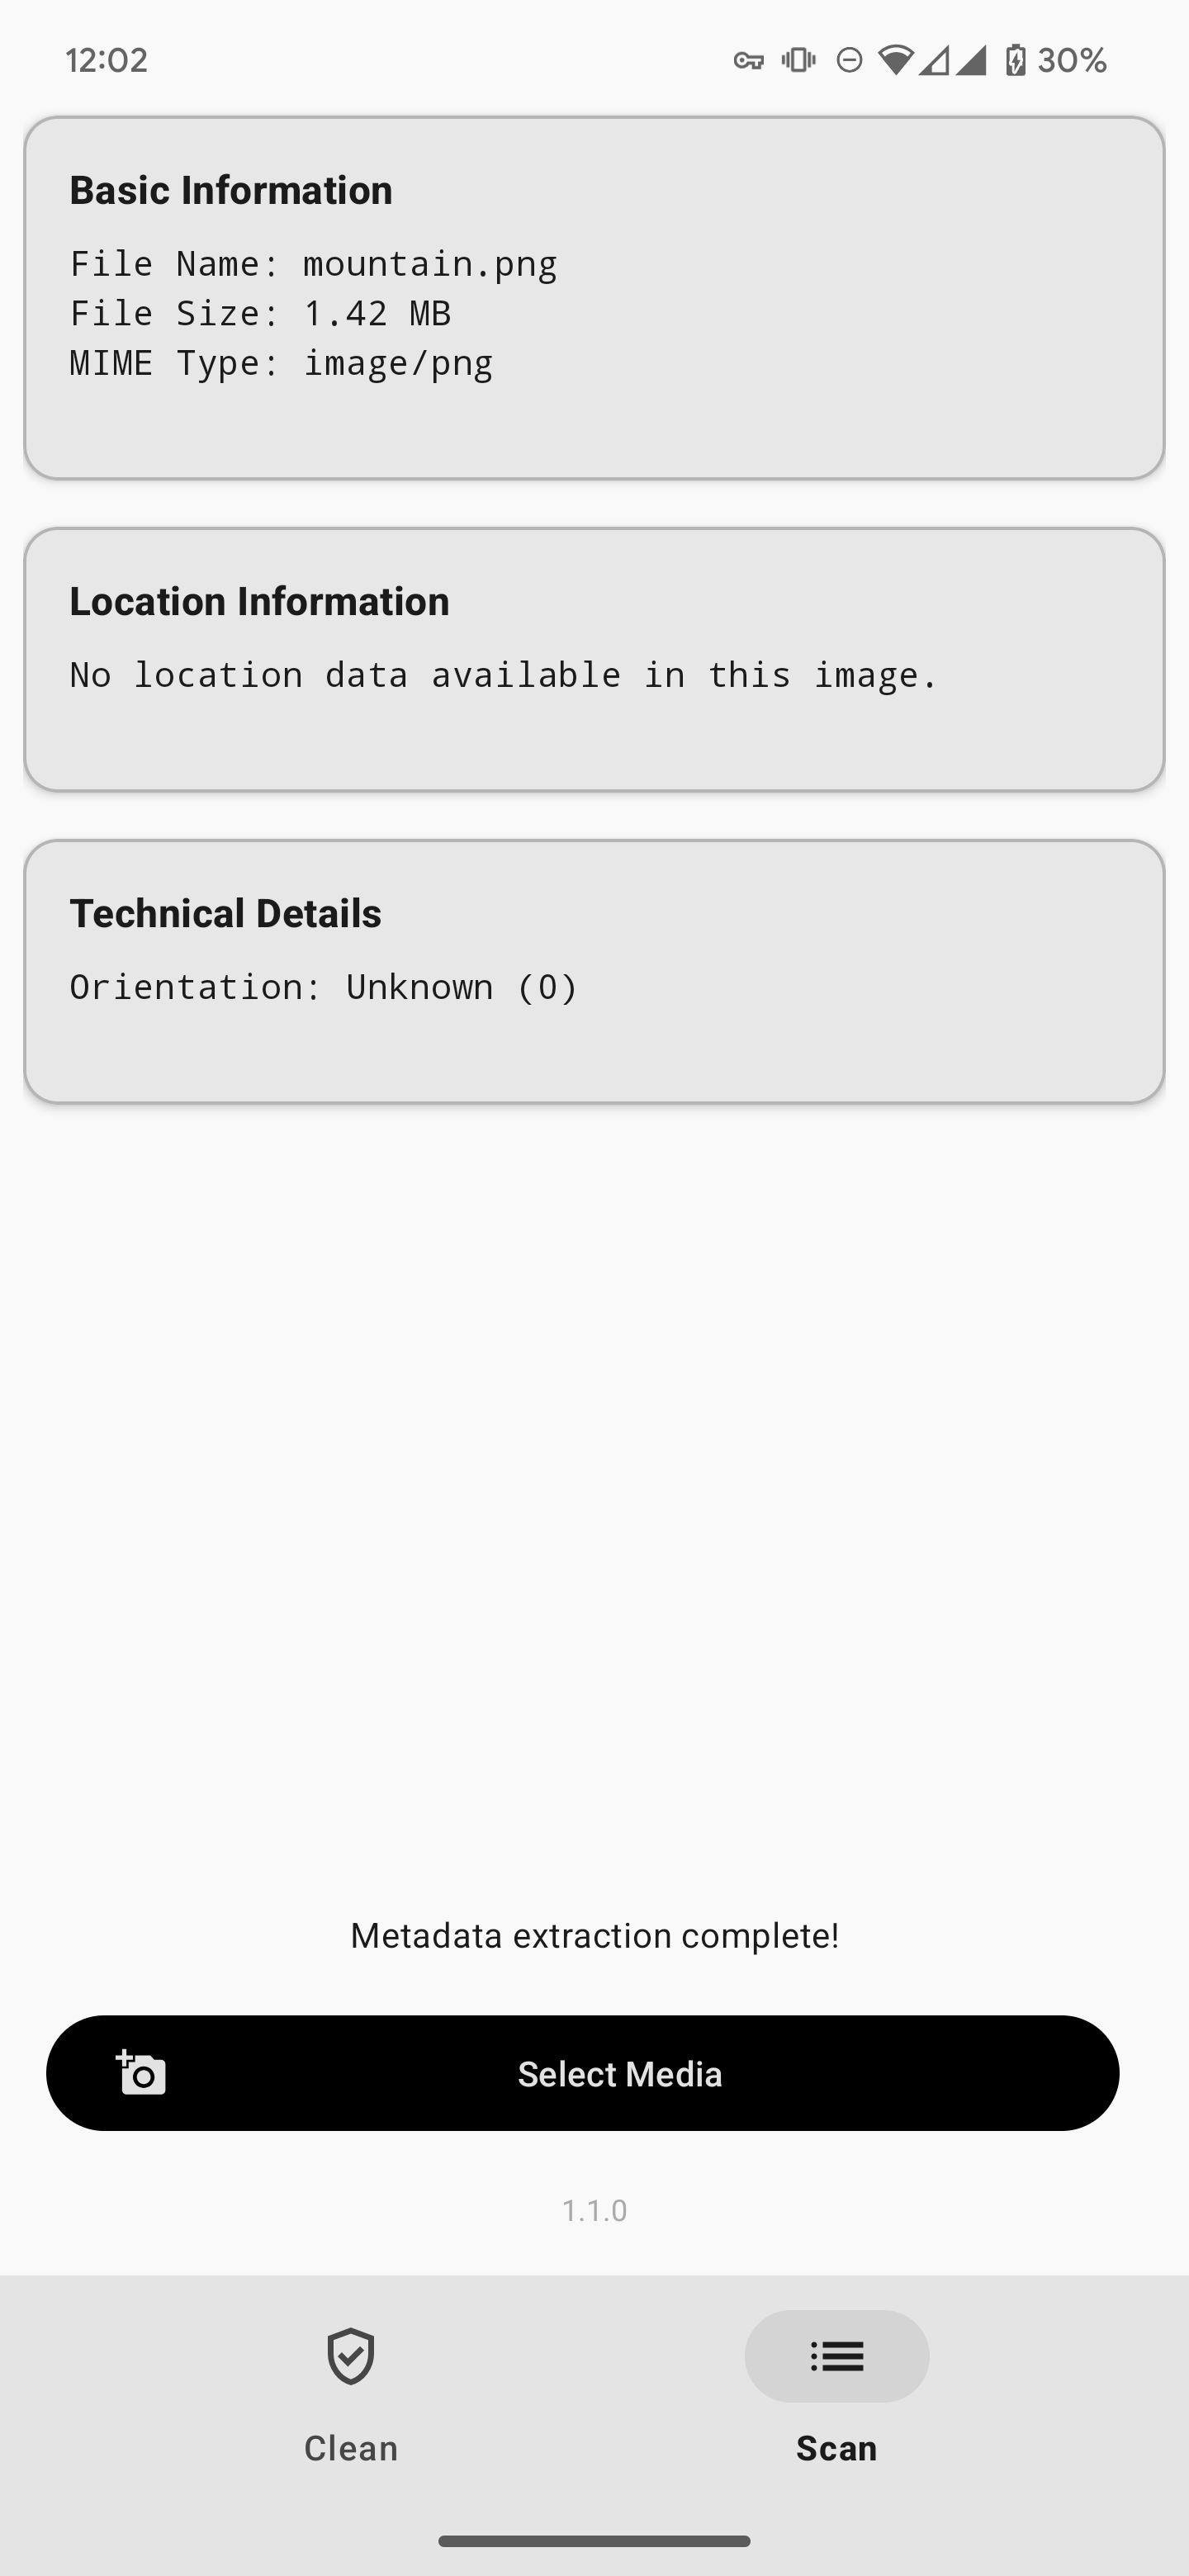 12:02 30%
Basic Information
File Name: mountain.png
File Size: 1.42 MB
MIME Type: image/png
Location Information
No location data available in this image.
Technical Details
Orientation: Unknown (0)
Metadata extraction complete!
Select Media
1.1.0
Clean Scan